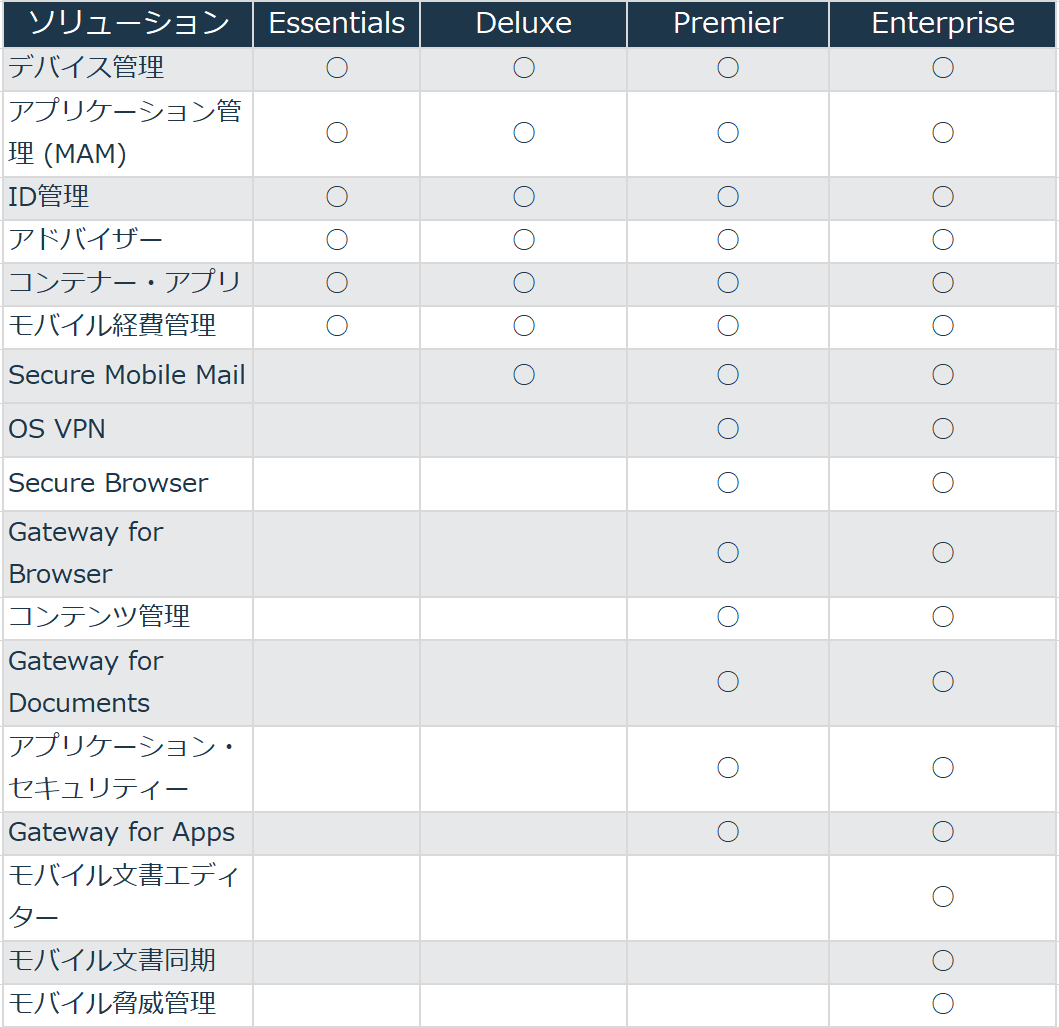 ソリューション Essentials Deluxe Premier Enterprise
デバイス管理 〇 〇 〇 〇
アプリケーション管
理 (MAM) 〇 〇 〇 〇
ID管理 〇 〇 〇 〇
アドバイザー 〇 〇 〇 〇
コンテナー・アプリ 〇 〇 〇 〇
モバイル経費管理 〇 〇 〇 〇
Secure Mobile Mail 〇 〇 〇
OS VPN 〇 〇
Secure Browser 〇 〇
Gateway for
Browser 〇 〇
コンテンツ管理 〇 〇
Gateway for
Documents 〇 〇
アプリケーション・
セキュリティー 〇 〇
Gateway for Apps 〇 〇
モバイル文書エディ
ター 〇
モバイル文書同期 〇
モバイル脅威管理 〇